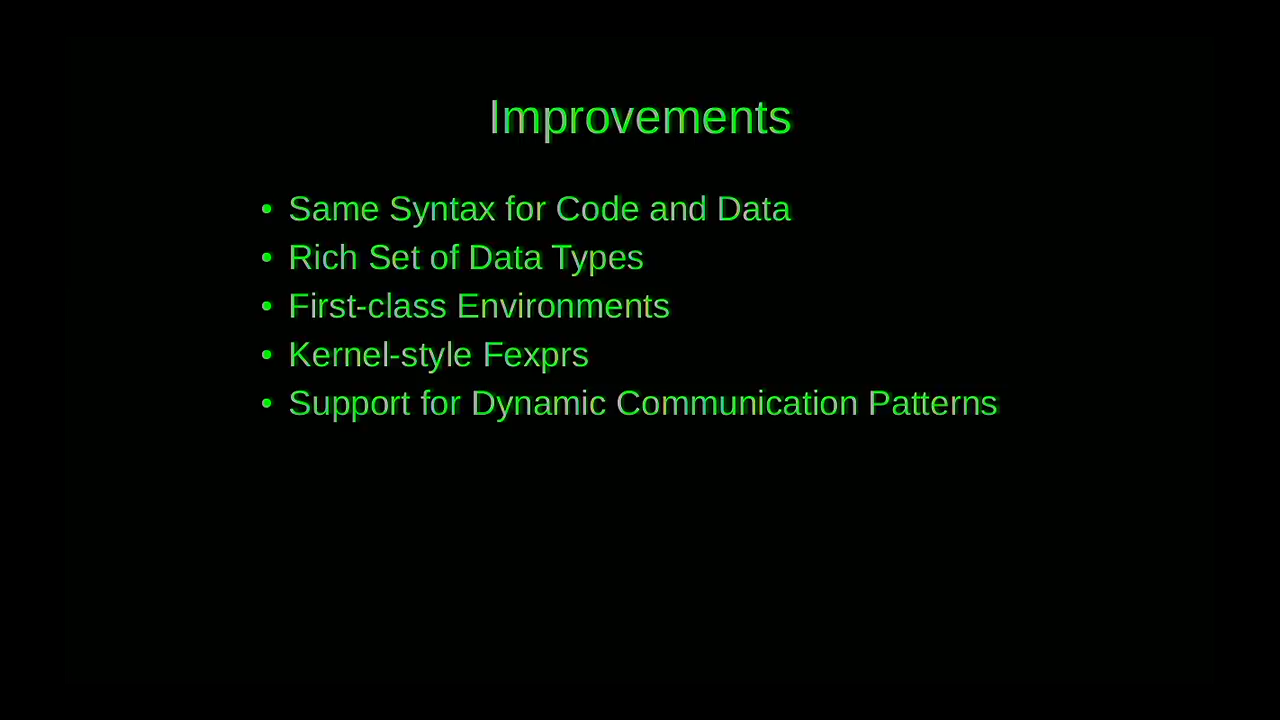 Improvements
• Same Syntax for Code and Data
• Rich Set of Data Types
• First-class Environments
• Kernel-style Fexprs
• Support for Dynamic Communication Patterns